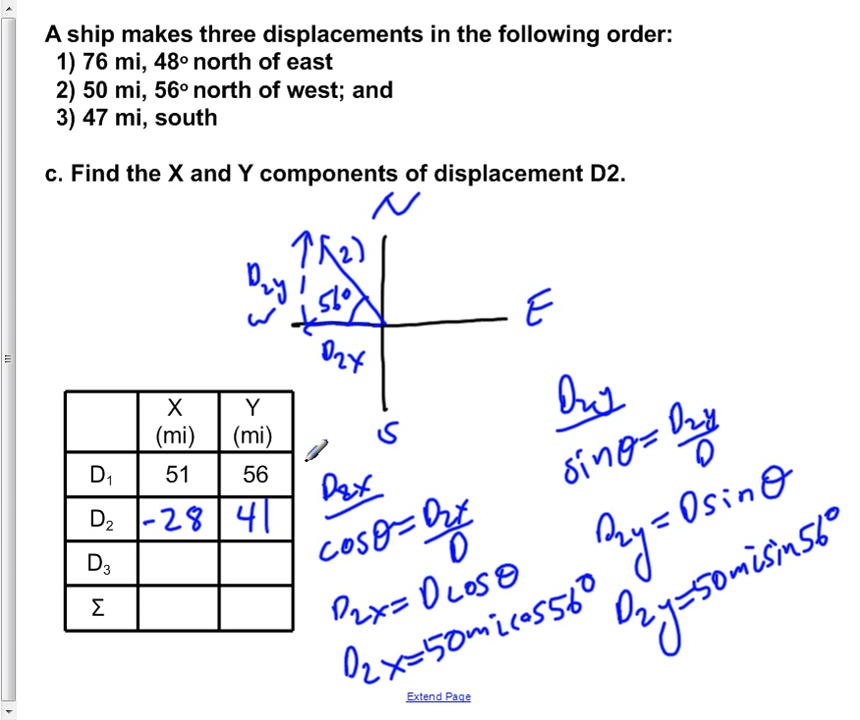 A ship makes three displacements in the following order:
1) 76 mi, 48° north of east
2) 50 mi, 56° north of west; and
3) 47 mi, south
c. Find the X and Y components of displacement D2.
N
(2)
D2y
56°
W
E
D2x
S
X (mi) Y (mi)
D₁ 51 56
D₂ -28 41
D₃
Σ
D2x
cosθ = D2x/D
D2x = D cosθ
D2x = 50mi cos56°
D2y
sinθ = D2y/D
D2y = D sinθ
D2y = 50mi sin56°
Extend Page